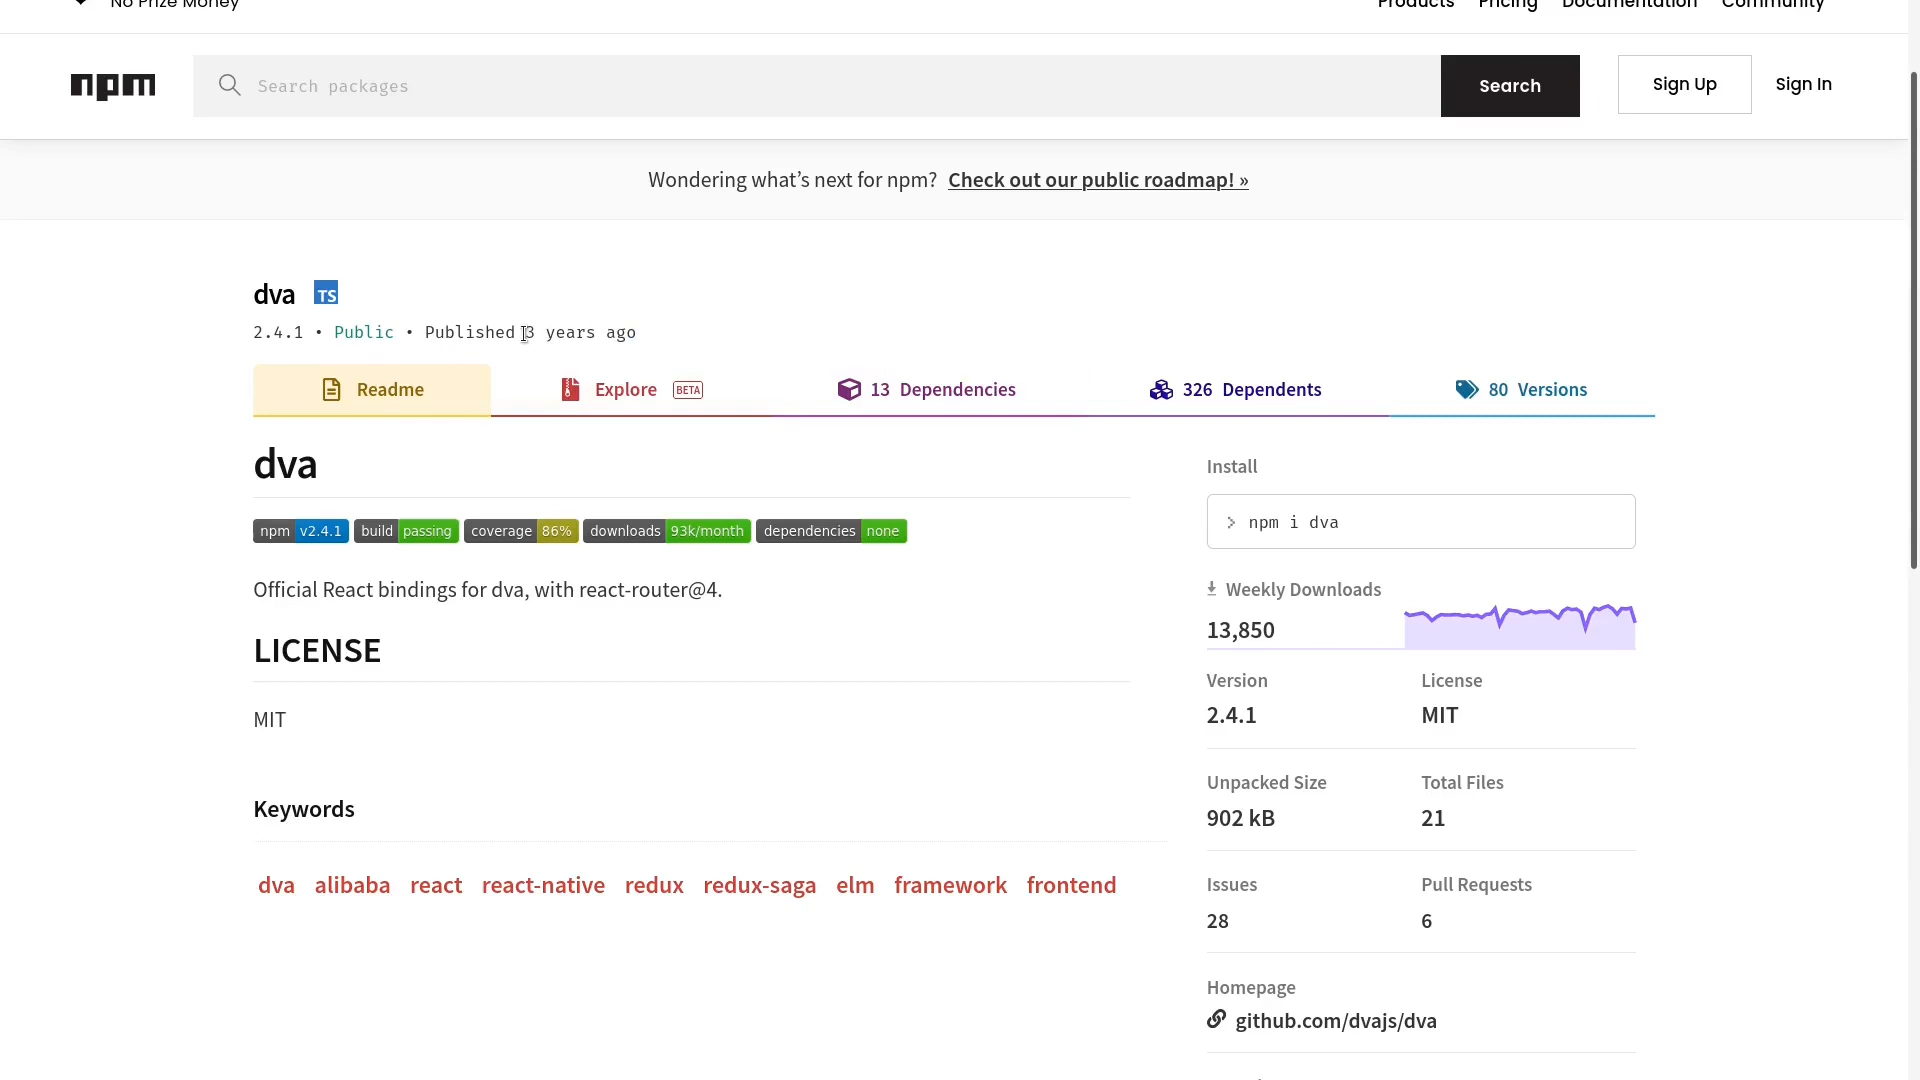 No Prize Money
Products Pricing Documentation Community
npm
Search packages
Search
Sign Up
Sign In
Wondering what’s next for npm? Check out our public roadmap! »
dva TS
2.4.1 • Public • Published 3 years ago
Readme
Explore BETA
13 Dependencies
326 Dependents
80 Versions
dva
npm v2.4.1 build passing coverage 86% downloads 93k/month dependencies none
Official React bindings for dva, with react-router@4.
LICENSE
MIT
Keywords
dva alibaba react react-native redux redux-saga elm framework frontend
Install
> npm i dva
Weekly Downloads
13,850
Version
2.4.1
License
MIT
Unpacked Size
902 kB
Total Files
21
Issues
28
Pull Requests
6
Homepage
github.com/dvajs/dva